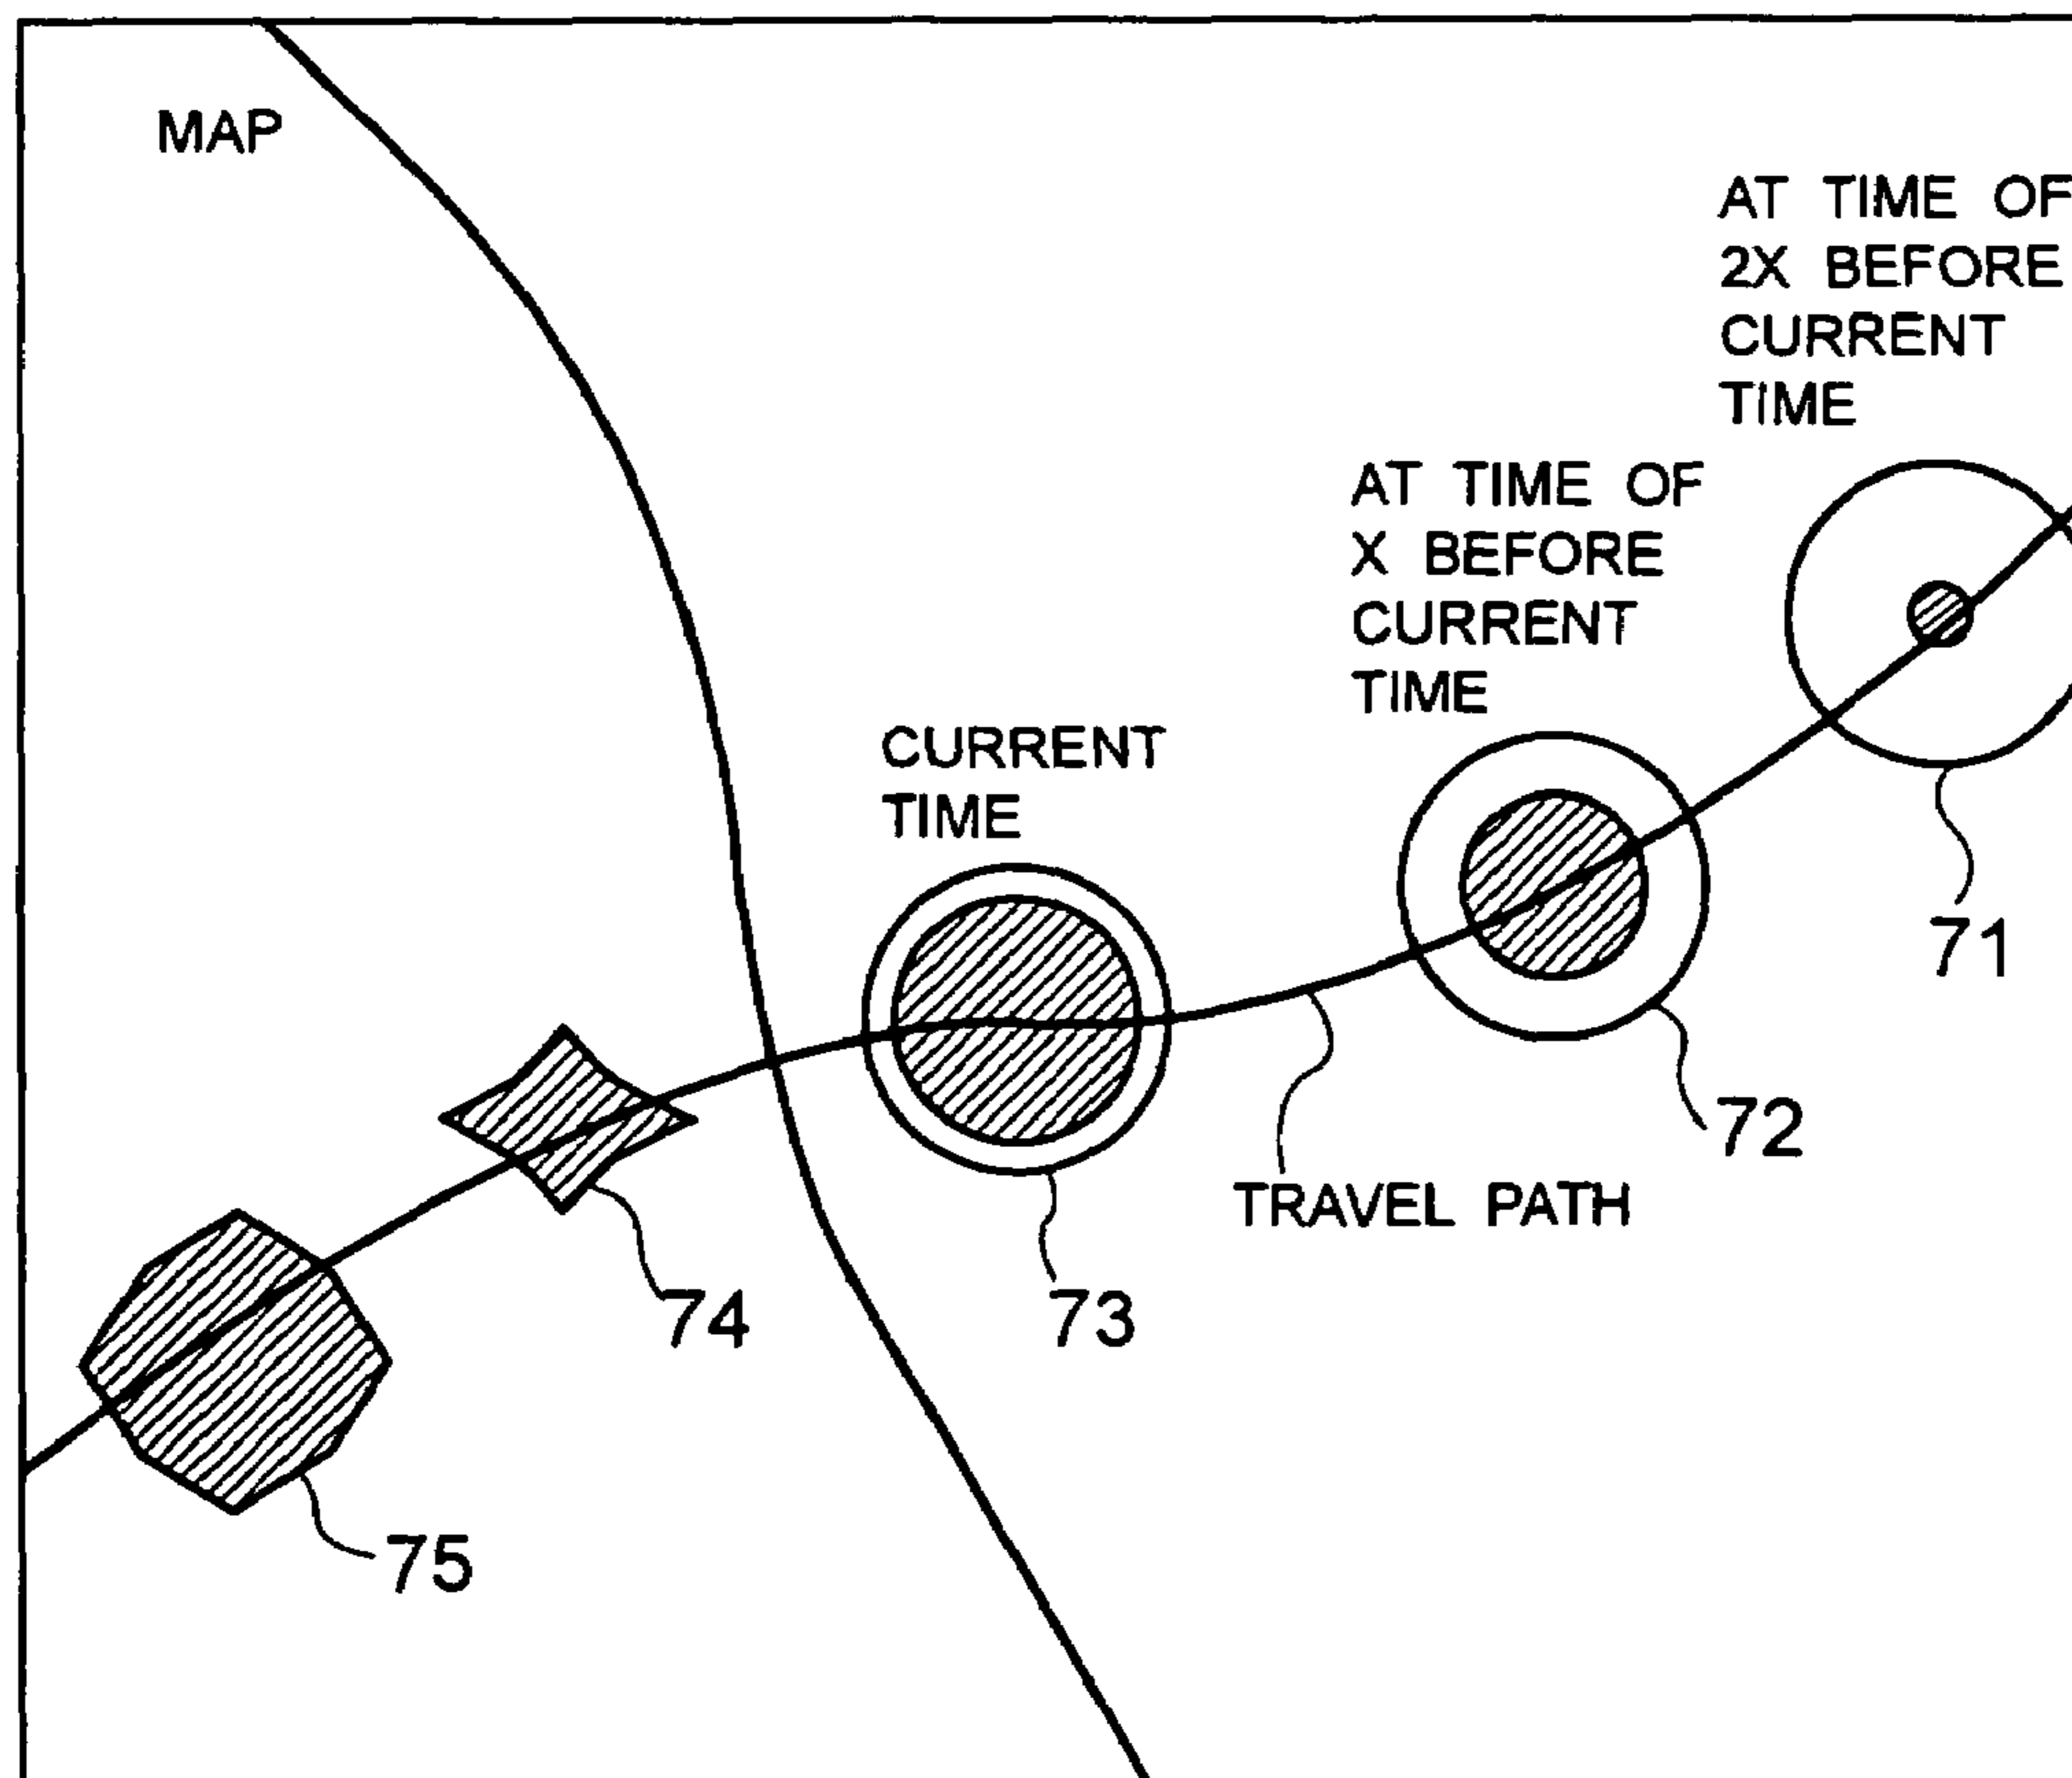 MAP
AT TIME OF
2X BEFORE
CURRENT
TIME
AT TIME OF
X BEFORE
CURRENT
TIME
CURRENT
TIME
71
72
TRAVEL PATH
73
74
75